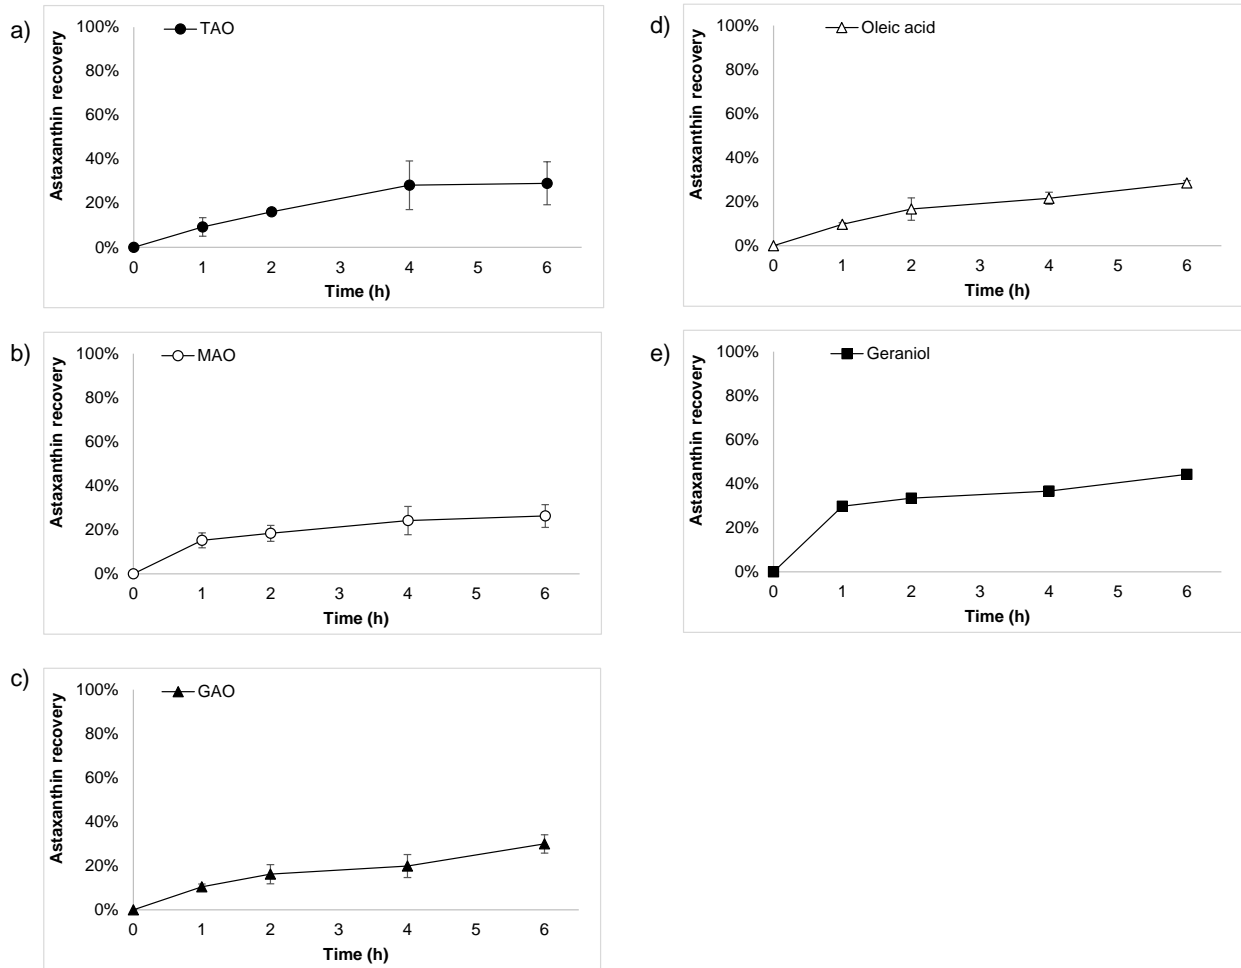 a)
TAO
Astaxanthin recovery
100%
80%
60%
40%
20%
0%
0 1 2 3 4 5 6
Time (h)
b)
MAO
Astaxanthin recovery
100%
80%
60%
40%
20%
0%
0 1 2 3 4 5 6
Time (h)
c)
GAO
Astaxanthin recovery
100%
80%
60%
40%
20%
0%
0 1 2 3 4 5 6
Time (h)
d)
Oleic acid
Astaxanthin recovery
100%
80%
60%
40%
20%
0%
0 1 2 3 4 5 6
Time (h)
e)
Geraniol
Astaxanthin recovery
100%
80%
60%
40%
20%
0%
0 1 2 3 4 5 6
Time (h)